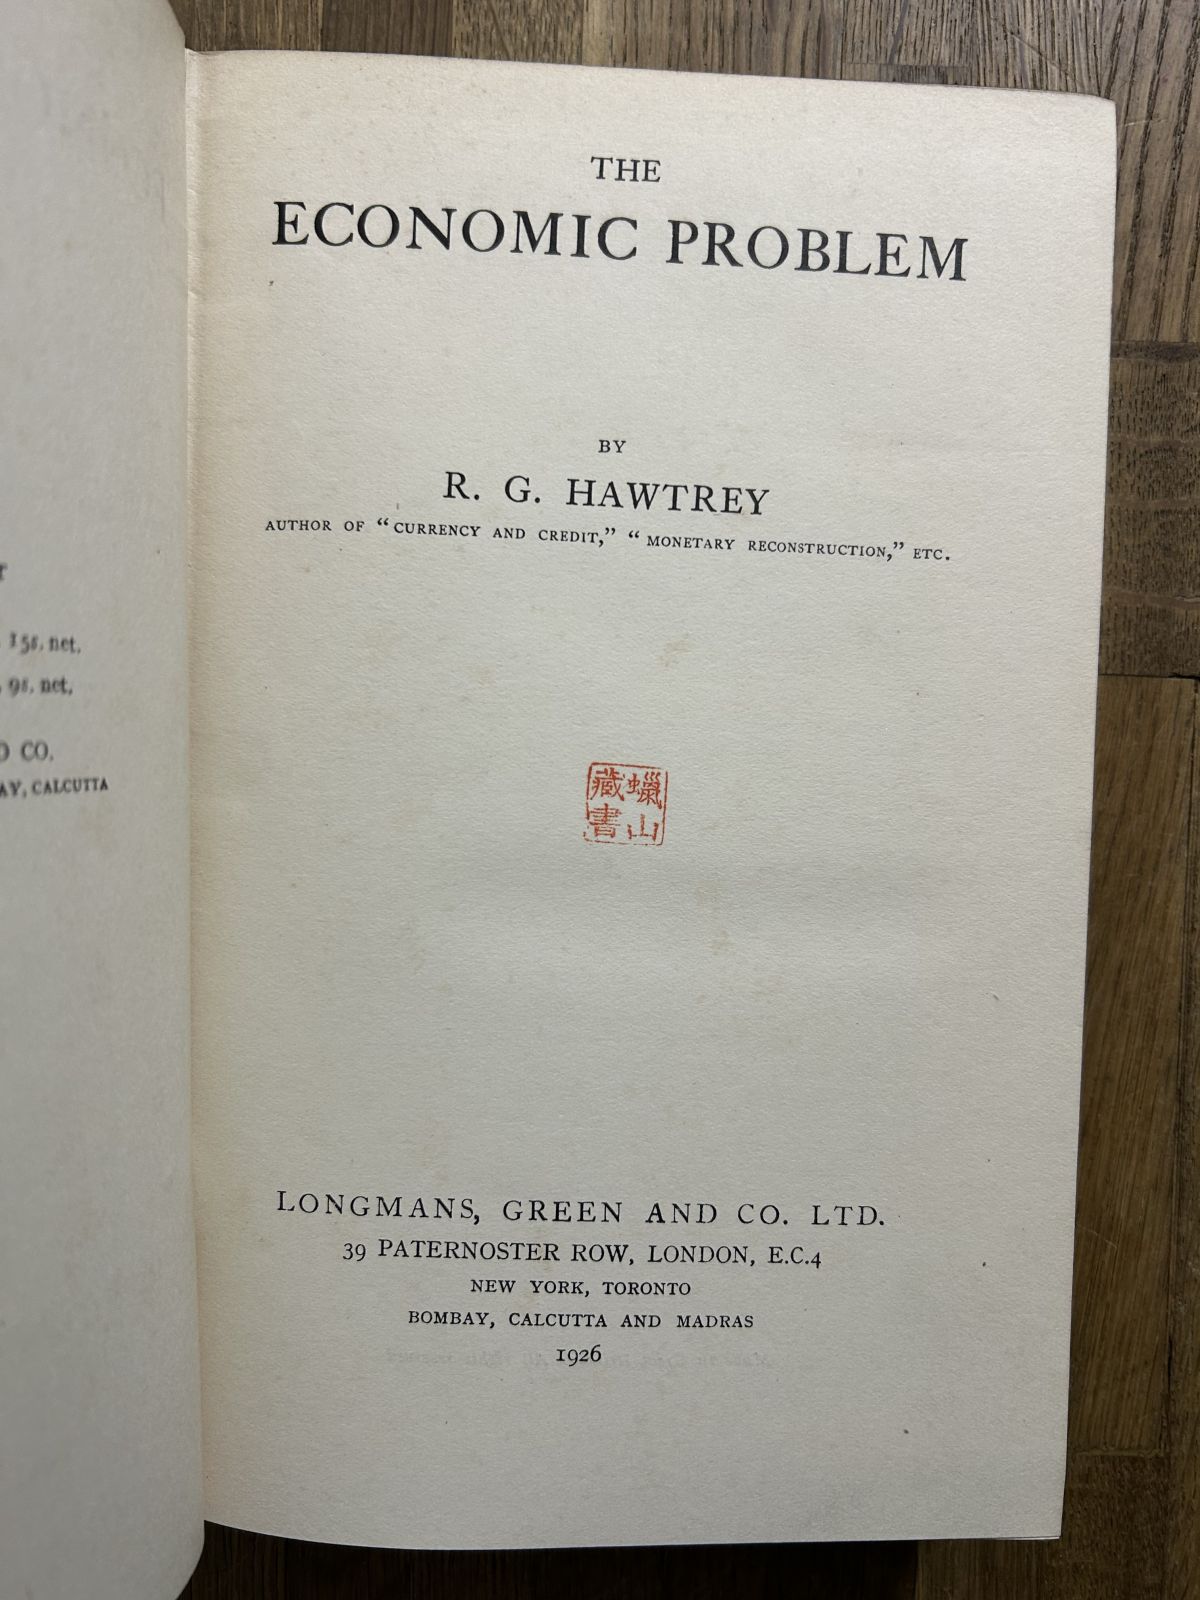 15s. net.
9s. net.
CO.
CALCUTTA
THE
ECONOMIC PROBLEM
BY
R. G. HAWTREY
AUTHOR OF "CURRENCY AND CREDIT," "MONETARY RECONSTRUCTION," ETC.
蠟山
藏書
LONGMANS, GREEN AND CO. LTD.
39 PATERNOSTER ROW, LONDON, E.C.4
NEW YORK, TORONTO
BOMBAY, CALCUTTA AND MADRAS
1926